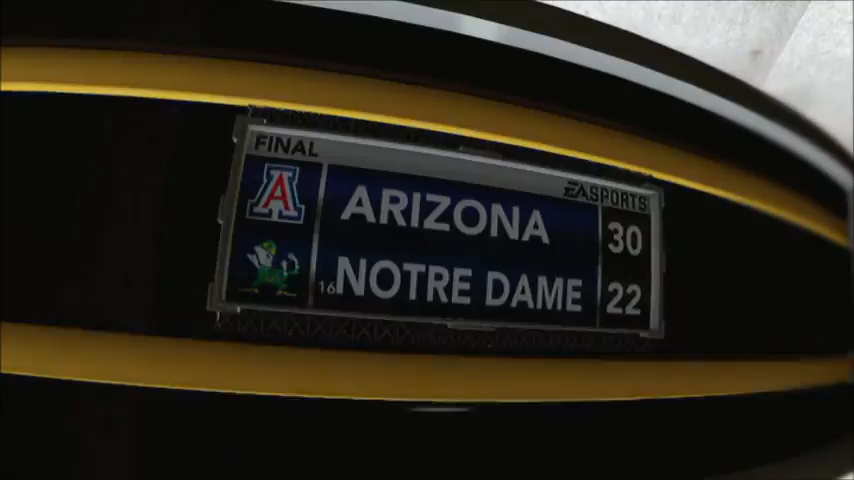 FINAL
EA SPORTS
A
ARIZONA 30
16 NOTRE DAME 22